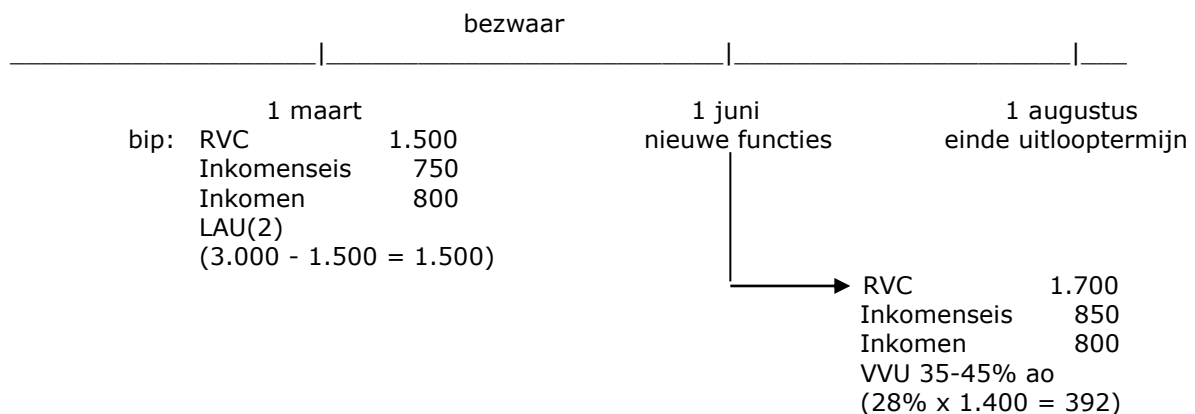 bezwaar
1 maart 1 juni 1 augustus
bip: RVC 1.500 nieuwe functies einde uitlooptermijn
Inkomenseis 750
Inkomen 800
LAU(2)
(3.000 - 1.500 = 1.500)
RVC 1.700
Inkomenseis 850
Inkomen 800
VVU 35-45% ao
(28% x 1.400 = 392)